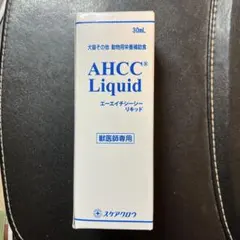 30mL
犬猫その他 動物用栄養補助食
AHCC®
Liquid
エーエイチシーシー
リキッド
獣医師専用
スケアクロウ